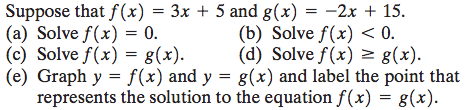 Suppose that f(x) = 3x + 5 and g(x) = −2x + 15.
(a) Solve f(x) = 0. (b) Solve f(x) < 0.
(c) Solve f(x) = g(x). (d) Solve f(x) ≥ g(x).
(e) Graph y = f(x) and y = g(x) and label the point that
represents the solution to the equation f(x) = g(x).